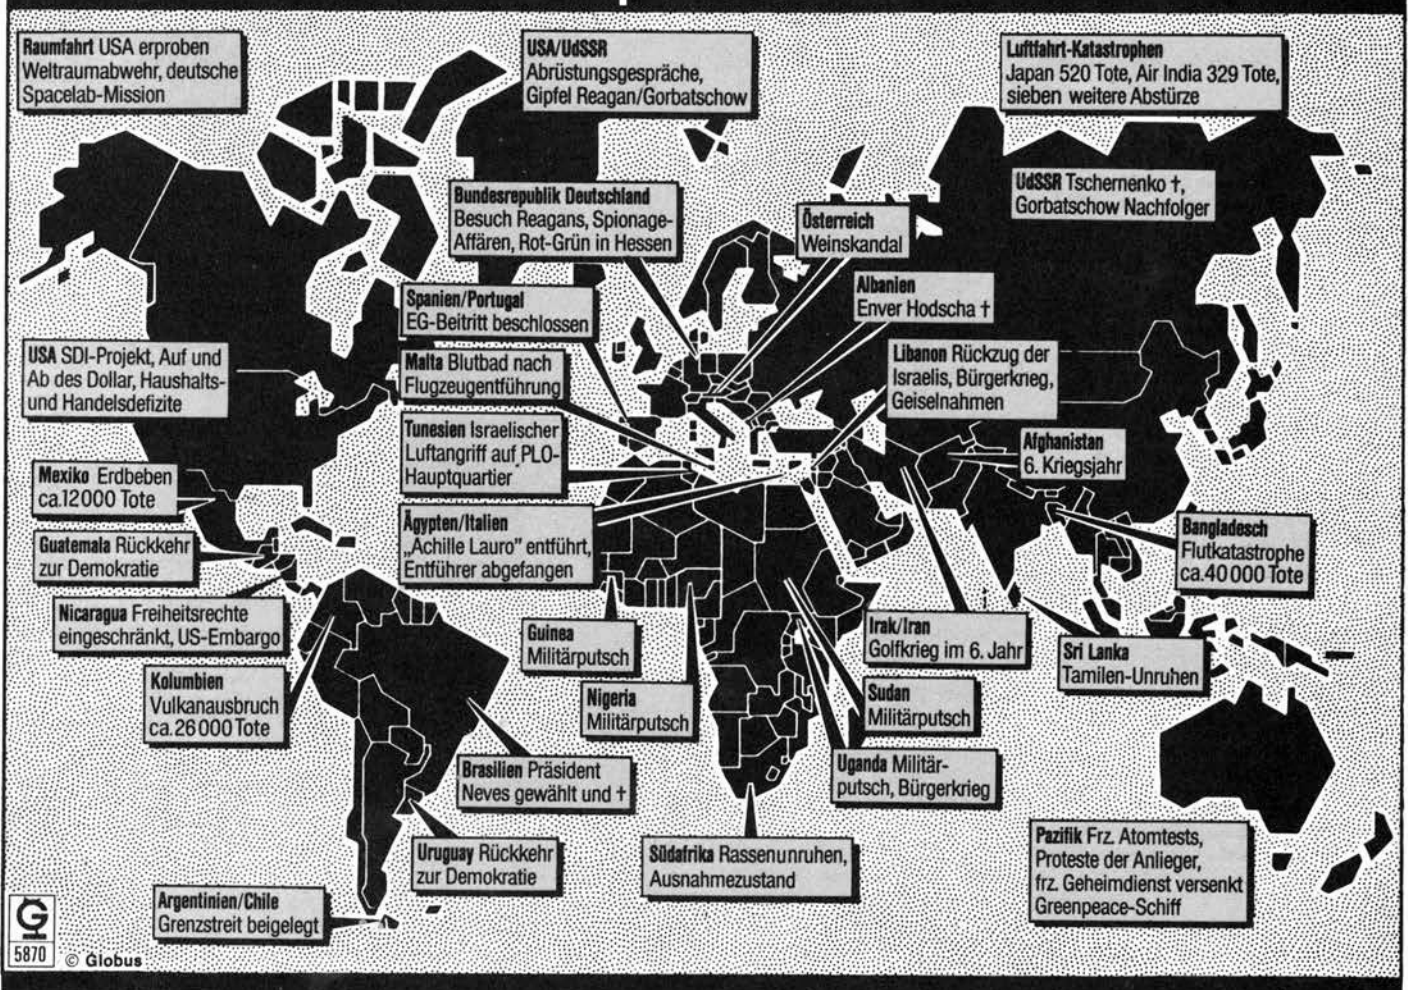 Raumfahrt USA erproben
Weltraumabwehr, deutsche
Spacelab-Mission
USA/UdSSR
Abrüstungsgespräche,
Gipfel Reagan/Gorbatschow
Luftfahrt-Katastrophen
Japan 520 Tote, Air India 329 Tote,
sieben weitere Abstürze
UdSSR Tschernenko †,
Gorbatschow Nachfolger
Bundesrepublik Deutschland
Besuch Reagans, Spionage-
Affären, Rot-Grün in Hessen
Österreich
Weinskandal
Albanien
Enver Hodscha †
Spanien/Portugal
EG-Beitritt beschlossen
USA SDI-Projekt, Auf und
Ab des Dollar, Haushalts-
und Handelsdefizite
Malta Blutbad nach
Flugzeugentführung
Libanon Rückzug der
Israelis, Bürgerkrieg,
Geiselnahmen
Tunesien Israelischer
Luftangriff auf PLO-
Hauptquartier
Afghanistan
6. Kriegsjahr
Mexiko Erdbeben
ca. 12000 Tote
Ägypten/Italien
„Achille Lauro" entführt,
Entführer abgefangen
Bangladesch
Flutkatastrophe
ca. 40000 Tote
Guatemala Rückkehr
zur Demokratie
Nicaragua Freiheitsrechte
eingeschränkt, US-Embargo
Guinea
Militärputsch
Irak/Iran
Golfkrieg im 6. Jahr
Sri Lanka
Tamilen-Unruhen
Kolumbien
Vulkanausbruch
ca. 26000 Tote
Nigeria
Militärputsch
Sudan
Militärputsch
Brasilien Präsident
Neves gewählt und †
Uganda Militär-
putsch, Bürgerkrieg
Uruguay Rückkehr
zur Demokratie
Südafrika Rassenunruhen,
Ausnahmezustand
Pazifik Frz. Atomtests,
Proteste der Anlieger,
frz. Geheimdienst versenkt
Greenpeace-Schiff
Argentinien/Chile
Grenzstreit beigelegt
G
5870
© Globus